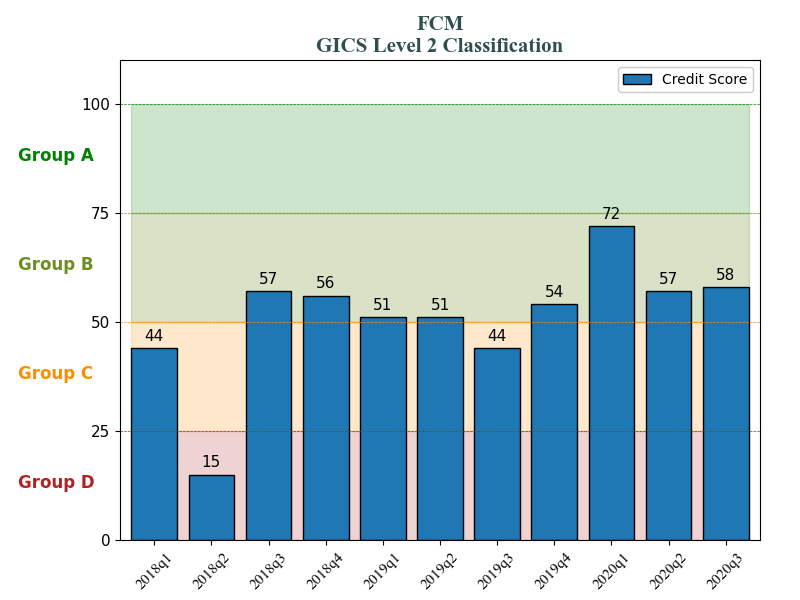 FCM
GICS Level 2 Classification
Credit Score
100
Group A
75
72
Group B
57
56
51
51
54
57
58
50
44
44
Group C
25
15
Group D
0
2018q1
2018q2
2018q3
2018q4
2019q1
2019q2
2019q3
2019q4
2020q1
2020q2
2020q3